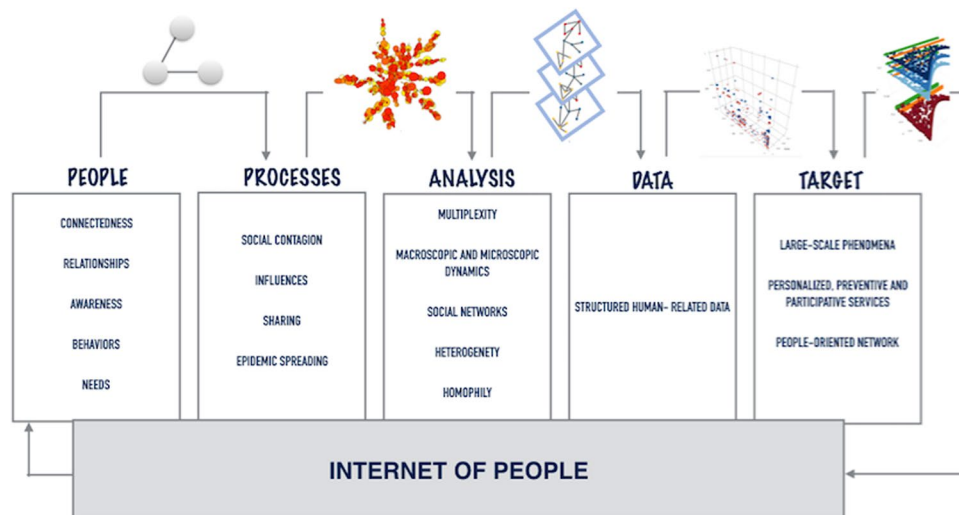 PEOPLE
CONNECTEDNESS
RELATIONSHIPS
AWARENESS
BEHAVIORS
NEEDS
PROCESSES
SOCIAL CONTAGION
INFLUENCES
SHARING
EPIDEMIC SPREADING
ANALYSIS
MULTIPLEXITY
MACROSCOPIC AND MICROSCOPIC
DYNAMICS
SOCIAL NETWORKS
HETEROGENETY
HOMOPHILY
DATA
STRUCTURED HUMAN- RELATED DATA
TARGET
LARGE-SCALE PHENOMENA
PERSONALIZED, PREVENTIVE AND
PARTICIPATIVE SERVICES
PEOPLE-ORIENTED NETWORK
INTERNET OF PEOPLE